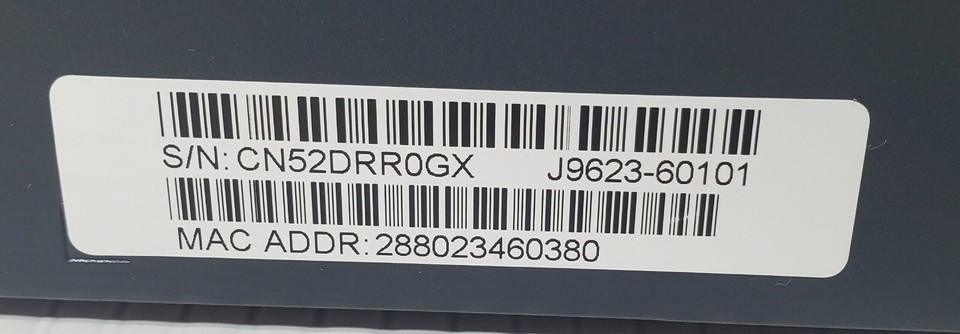 S/N: CN52DRR0GX J9623-60101
MAC ADDR: 288023460380